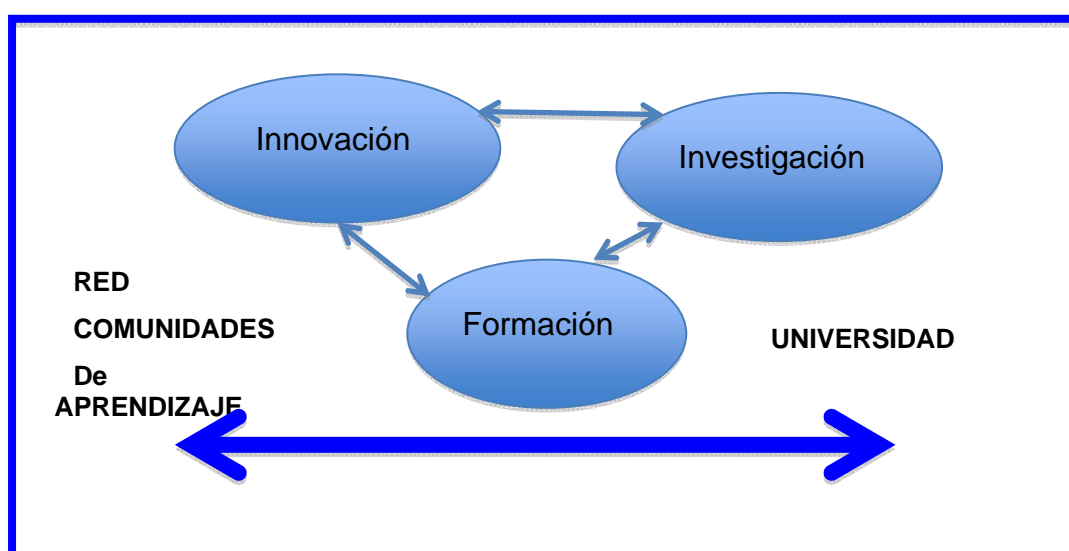 Innovación
Investigación
Formación
RED
COMUNIDADES
De
APRENDIZAJE
UNIVERSIDAD